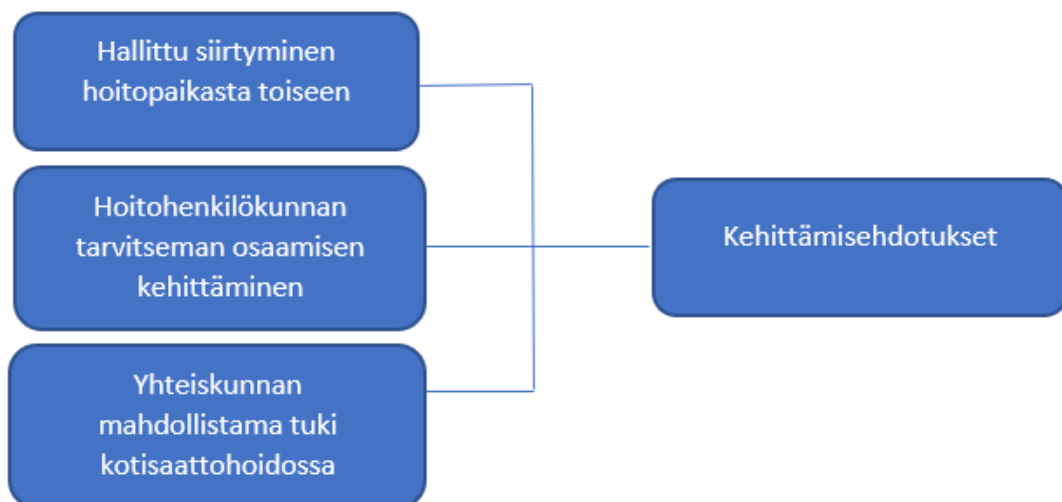 Hallittu siirtyminen
hoitopaikasta toiseen
Hoitohenkilökunnan
tarvitseman osaamisen
kehittäminen
Kehittämisehdotukset
Yhteiskunnan
mahdollistama tuki
kotisaattohoidossa